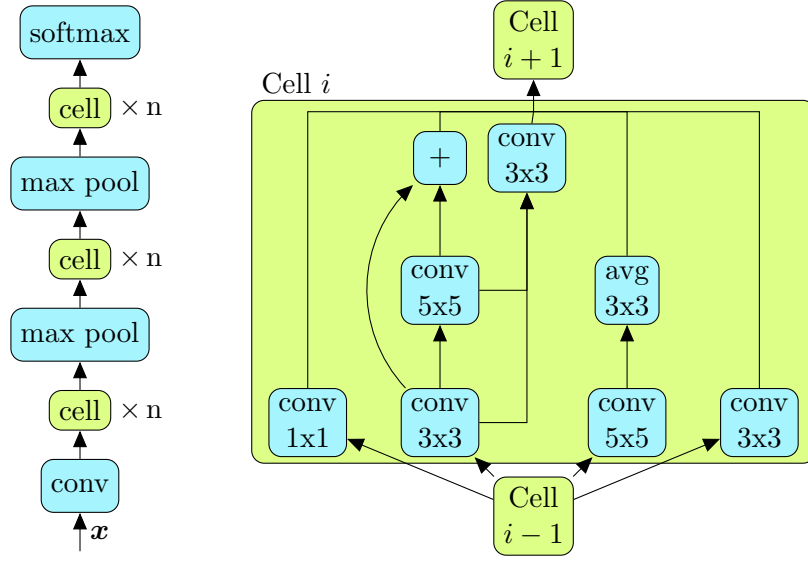 softmax
cell × n
max pool
cell × n
max pool
cell × n
conv
x
Cell
i + 1
Cell i
+
conv
3x3
conv
5x5
avg
3x3
conv
1x1
conv
3x3
conv
5x5
conv
3x3
Cell
i − 1